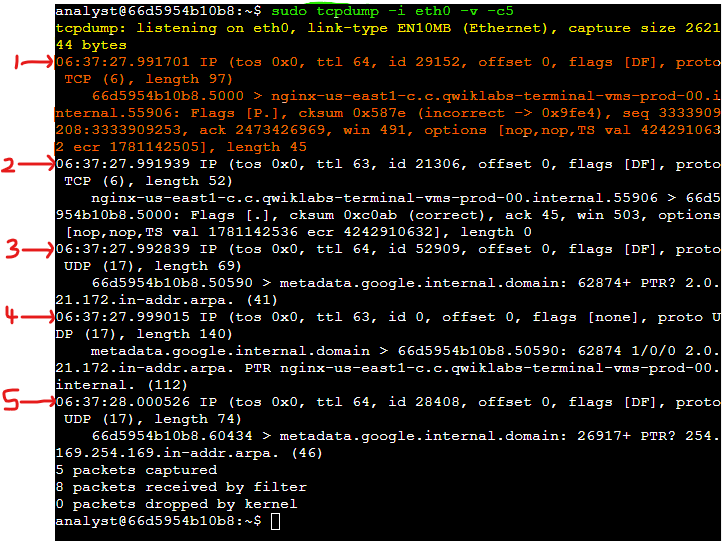 analyst@66d5954b10b8:~$ sudo tcpdump -i eth0 -v -c5
tcpdump: listening on eth0, link-type EN10MB (Ethernet), capture size 2621
44 bytes
1 06:37:27.991701 IP (tos 0x0, ttl 64, id 29152, offset 0, flags [DF], proto
TCP (6), length 97)
66d5954b10b8.5000 > nginx-us-east1-c.c.qwiklabs-terminal-vms-prod-00.i
nternal.55906: Flags [P.], cksum 0x587e (incorrect -> 0x9fe4), seq 3333909
208:3333909253, ack 2473426969, win 491, options [nop,nop,TS val 424291063
2 ecr 1781142505], length 45
2 06:37:27.991939 IP (tos 0x0, ttl 63, id 21306, offset 0, flags [DF], proto
TCP (6), length 52)
nginx-us-east1-c.c.qwiklabs-terminal-vms-prod-00.internal.55906 > 66d5
954b10b8.5000: Flags [.], cksum 0xc0ab (correct), ack 45, win 503, options
[nop,nop,TS val 1781142536 ecr 4242910632], length 0
3 06:37:27.992839 IP (tos 0x0, ttl 64, id 52909, offset 0, flags [DF], proto
UDP (17), length 69)
66d5954b10b8.50590 > metadata.google.internal.domain: 62874+ PTR? 2.0.
21.172.in-addr.arpa. (41)
4 06:37:27.999015 IP (tos 0x0, ttl 63, id 0, offset 0, flags [none], proto U
DP (17), length 140)
metadata.google.internal.domain > 66d5954b10b8.50590: 62874 1/0/0 2.0.
21.172.in-addr.arpa. PTR nginx-us-east1-c.c.qwiklabs-terminal-vms-prod-00.
internal. (112)
5 06:37:28.000526 IP (tos 0x0, ttl 64, id 28408, offset 0, flags [DF], proto
UDP (17), length 74)
66d5954b10b8.60434 > metadata.google.internal.domain: 26917+ PTR? 254.
169.254.169.in-addr.arpa. (46)
5 packets captured
8 packets received by filter
0 packets dropped by kernel
analyst@66d5954b10b8:~$